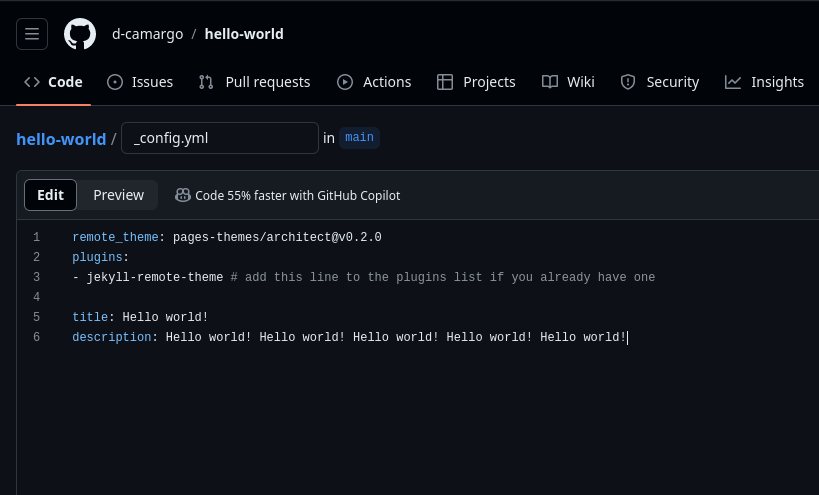 d-camargo / hello-world
Code Issues Pull requests Actions Projects Wiki Security Insights
hello-world / _config.yml in main
Edit Preview Code 55% faster with GitHub Copilot
1 remote_theme: pages-themes/architect@v0.2.0
2 plugins:
3 - jekyll-remote-theme # add this line to the plugins list if you already have one
4
5 title: Hello world!
6 description: Hello world! Hello world! Hello world! Hello world! Hello world!